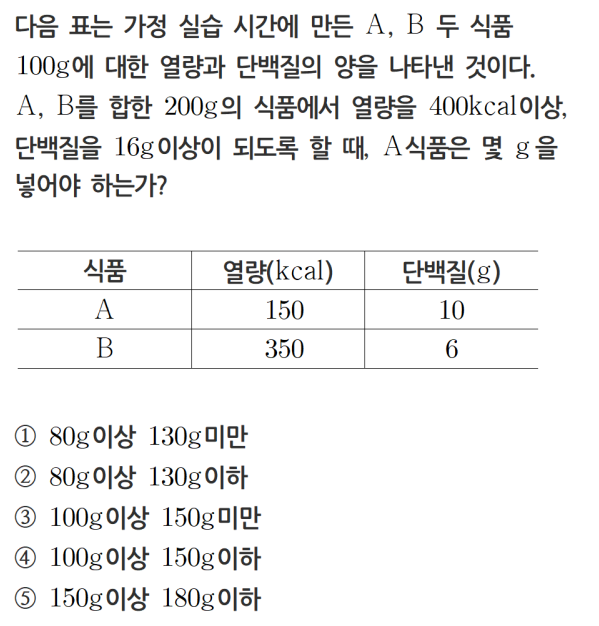 다음 표는 가정 실습 시간에 만든 A, B 두 식품
100g에 대한 열량과 단백질의 양을 나타낸 것이다.
A, B를 합한 200g의 식품에서 열량을 400kcal이상,
단백질을 16g이상이 되도록 할 때, A식품은 몇 g을
넣어야 하는가?
식품 열량(kcal) 단백질(g)
A 150 10
B 350 6
① 80g이상 130g미만
② 80g이상 130g이하
③ 100g이상 150g미만
④ 100g이상 150g이하
⑤ 150g이상 180g이하